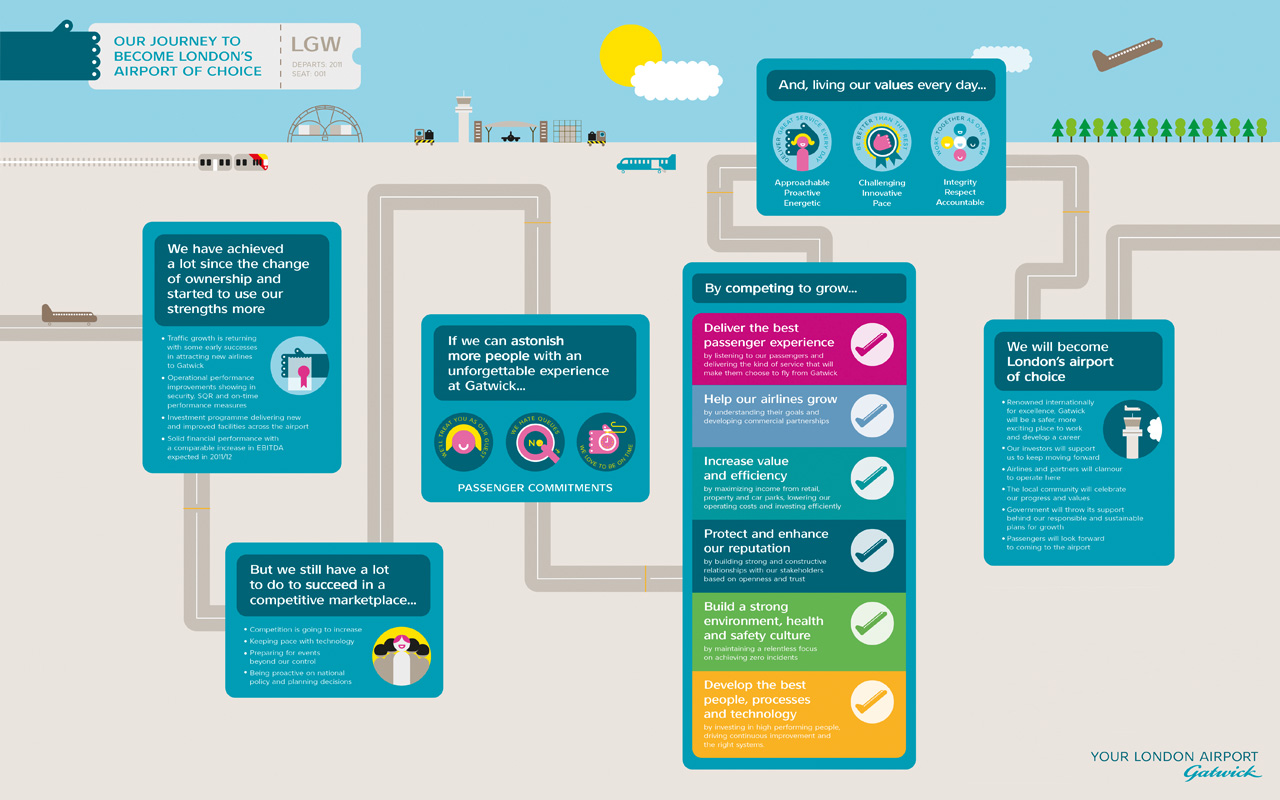 OUR JOURNEY TO
BECOME LONDON'S
AIRPORT OF CHOICE
LGW
DEPARTS: 2011
SEAT: 001
We have achieved
a lot since the change
of ownership and
started to use our
strengths more
• Traffic growth is returning
with some early successes
in attracting new airlines
to Gatwick
• Operational performance
improvements showing in
security, SQR and on-time
performance measures
• Investment programme delivering new
and improved facilities across the airport
• Solid financial performance with
a comparable increase in EBITDA
expected in 2011/12
But we still have a lot
to do to succeed in a
competitive marketplace...
• Competition is going to increase
• Keeping pace with technology
• Preparing for events
beyond our control
• Being proactive on national
policy and planning decisions
If we can astonish
more people with an
unforgettable experience
at Gatwick...
WE'LL TREAT YOU AS OUR GUEST
WE HATE QUEUES
NO
WE LOVE TO BE ON TIME
PASSENGER COMMITMENTS
By competing to grow...
Deliver the best
passenger experience
by listening to our passengers and
delivering the kind of service that will
make them choose to fly from Gatwick
Help our airlines grow
by understanding their goals and
developing commercial partnerships
Increase value
and efficiency
by maximizing income from retail,
property and car parks, lowering our
operating costs and investing efficiently
Protect and enhance
our reputation
by building strong and constructive
relationships with our stakeholders
based on openness and trust
Build a strong
environment, health
and safety culture
by maintaining a relentless focus
on achieving zero incidents
Develop the best
people, processes
and technology
by investing in high performing people,
driving continuous improvement and
the right systems
And, living our values every day...
DELIVER GREAT SERVICE EVERY DAY
BE BETTER THAN THE REST
WORK TOGETHER AS ONE TEAM
Approachable
Proactive
Energetic
Challenging
Innovative
Pace
Integrity
Respect
Accountable
We will become
London's airport
of choice
• Renowned internationally
for excellence, Gatwick
will be a safer, more
exciting place to work
and develop a career
• Our investors will support
us to keep moving forward
• Airlines and partners will clamour
to operate here
• The local community will celebrate
our progress and values
• Government will throw its support
behind our responsible and sustainable
plans for growth
• Passengers will look forward
to coming to the airport
YOUR LONDON AIRPORT
Gatwick